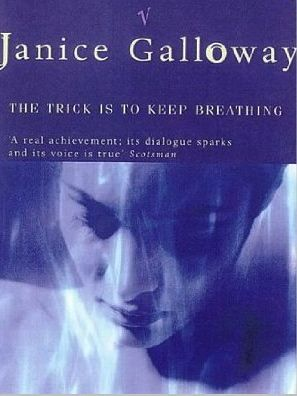 V
Janice Galloway
THE TRICK IS TO KEEP BREATHING
'A real achievement; its dialogue sparks
and its voice is true' Scotsman